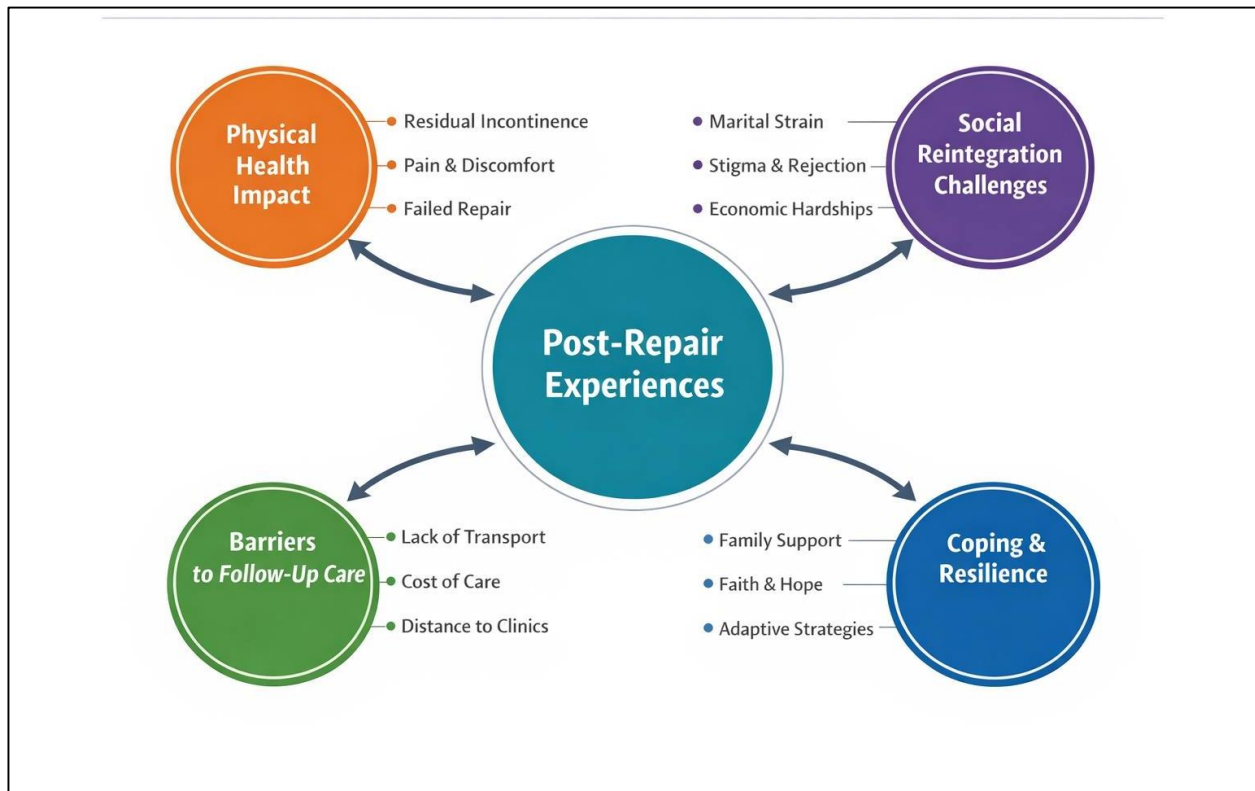 Physical
Health
Impact
Residual Incontinence
Pain & Discomfort
Failed Repair
Marital Strain
Stigma & Rejection
Economic Hardships
Social
Reintegration
Challenges
Post-Repair
Experiences
Barriers
to Follow-Up Care
Lack of Transport
Cost of Care
Distance to Clinics
Family Support
Faith & Hope
Adaptive Strategies
Coping &
Resilience